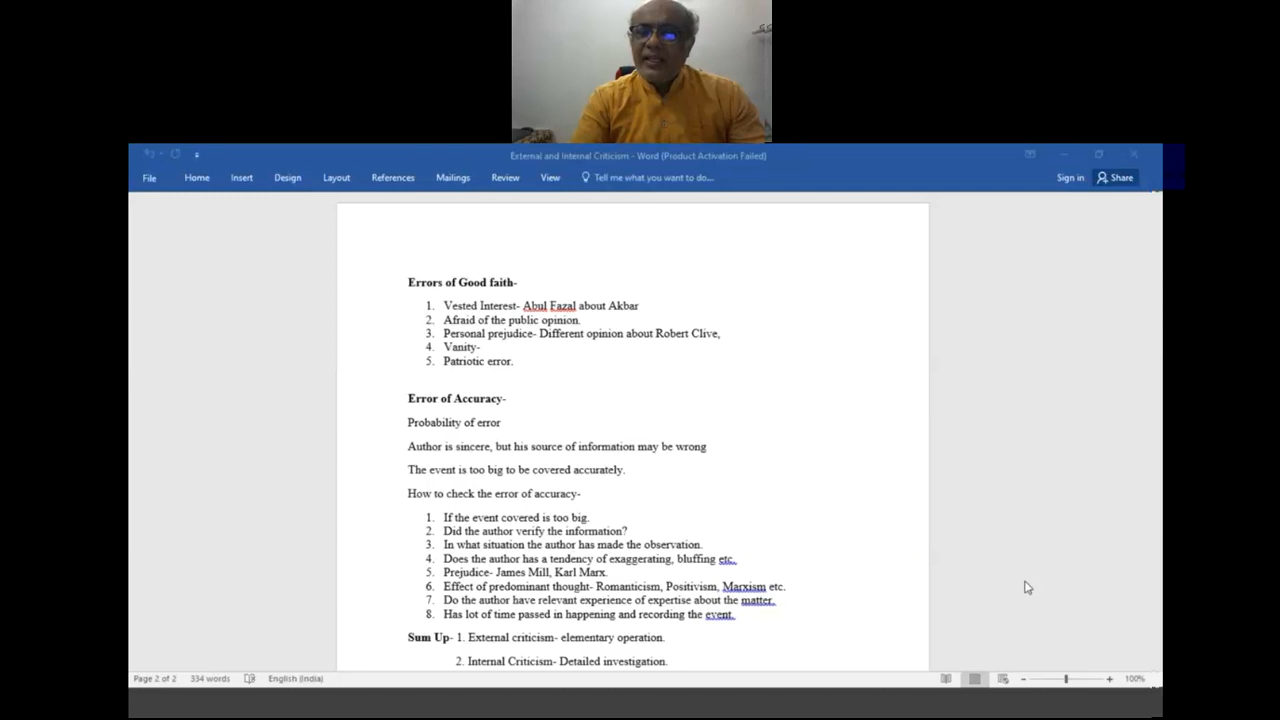 External and Internal Criticism - Word (Product Activation Failed)
File Home Insert Design Layout References Mailings Review View Tell me what you want to do... Sign in Share
Errors of Good faith-
1. Vested Interest- Abul Fazal about Akbar
2. Afraid of the public opinion.
3. Personal prejudice- Different opinion about Robert Clive,
4. Vanity-
5. Patriotic error.
Error of Accuracy-
Probability of error
Author is sincere, but his source of information may be wrong
The event is too big to be covered accurately.
How to check the error of accuracy-
1. If the event covered is too big.
2. Did the author verify the information?
3. In what situation the author has made the observation.
4. Does the author has a tendency of exaggerating, bluffing etc.
5. Prejudice- James Mill, Karl Marx.
6. Effect of predominant thought- Romanticism, Positivism, Marxism etc.
7. Do the author have relevant experience of expertise about the matter.
8. Has lot of time passed in happening and recording the event.
Sum Up- 1. External criticism- elementary operation.
2. Internal Criticism- Detailed investigation.
Page 2 of 2 334 words English (India) 100%